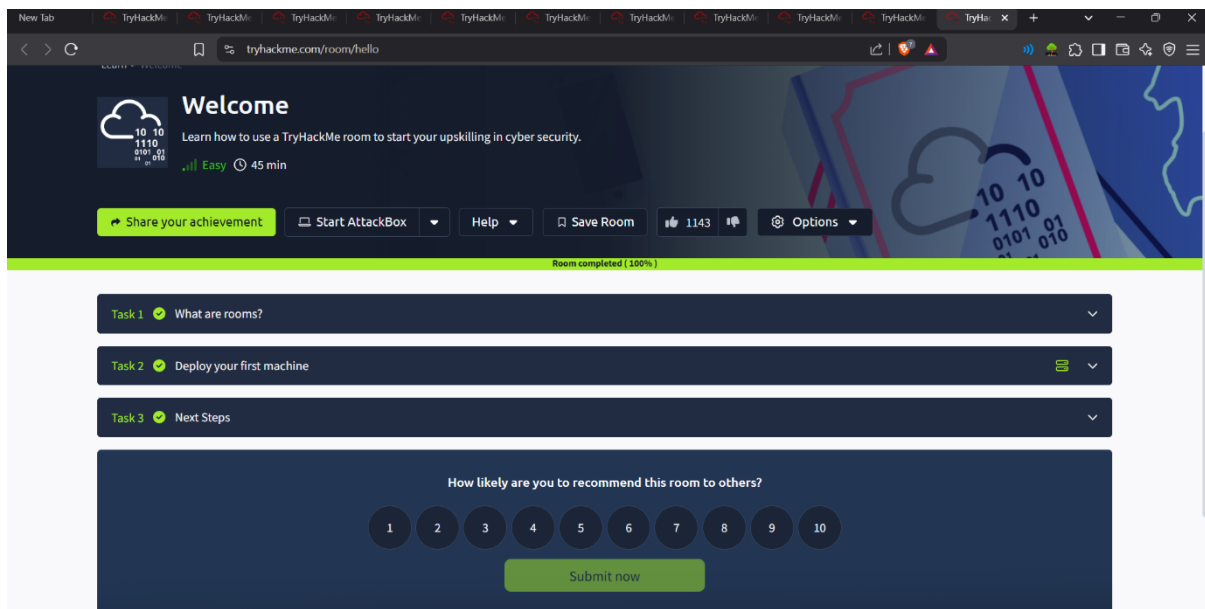 New Tab TryHackMe TryHackMe TryHackMe TryHackMe TryHackMe TryHackMe TryHackMe TryHackMe TryHackMe TryHackMe TryHac
tryhackme.com/room/hello
Learn Welcome
Welcome
Learn how to use a TryHackMe room to start your upskilling in cyber security.
Easy 45 min
Share your achievement Start AttackBox Help Save Room 1143 Options
Room completed ( 100% )
Task 1 What are rooms?
Task 2 Deploy your first machine
Task 3 Next Steps
How likely are you to recommend this room to others?
1 2 3 4 5 6 7 8 9 10
Submit now